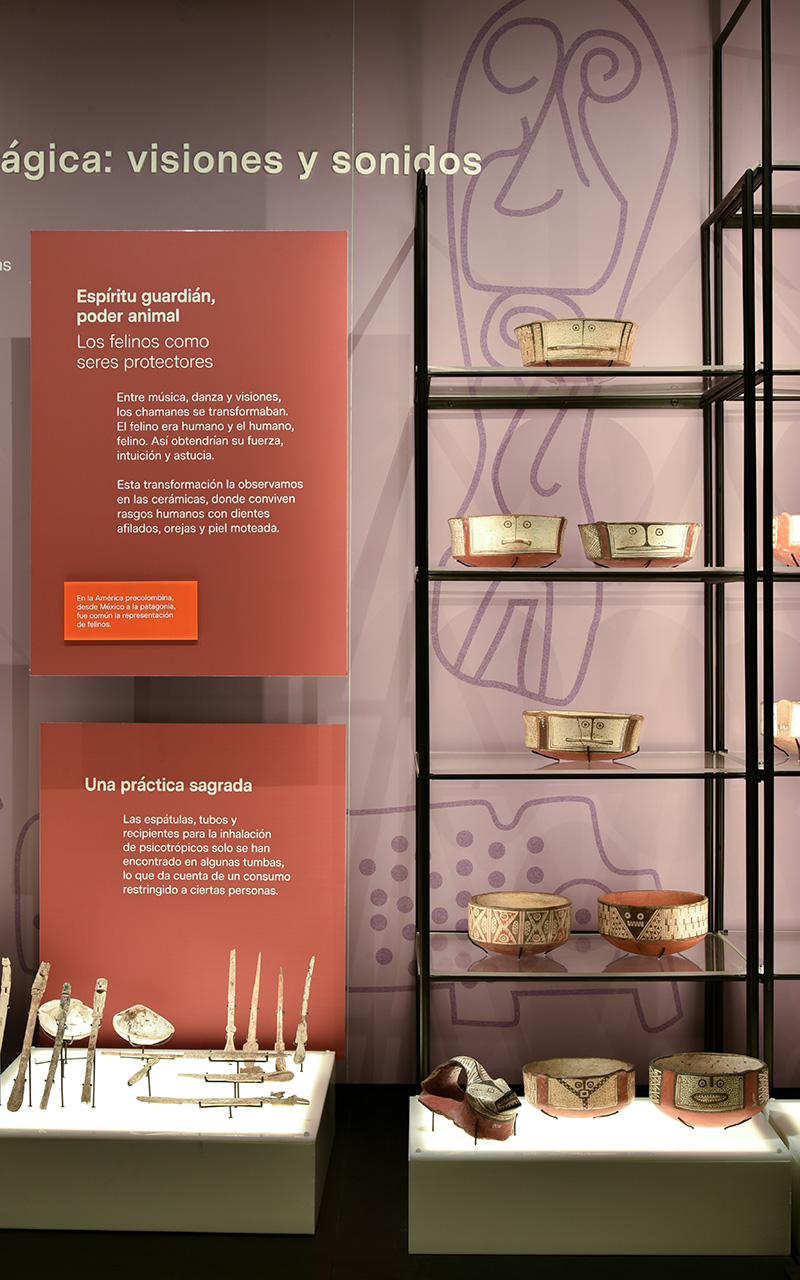 ágica: visiones y sonidos
as
Espíritu guardián,
poder animal
Los felinos como
seres protectores
Entre música, danza y visiones,
los chamanes se transformaban.
El felino era humano y el humano,
felino. Así obtendrían su fuerza,
intuición y astucia.
Esta transformación la observamos
en las cerámicas, donde conviven
rasgos humanos con dientes
afilados, orejas y piel moteada.
En la América precolombina,
desde México a la patagonia,
fue común la representación
de felinos.
Una práctica sagrada
Las espátulas, tubos y
recipientes para la inhalación
de psicotrópicos solo se han
encontrado en algunas tumbas,
lo que da cuenta de un consumo
restringido a ciertas personas.